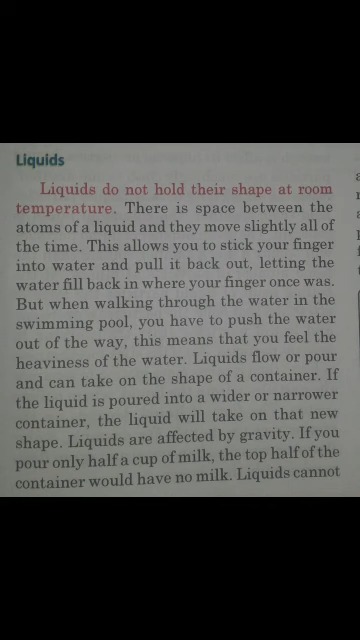 Liquids
Liquids do not hold their shape at room
temperature. There is space between the
atoms of a liquid and they move slightly all of
the time. This allows you to stick your finger
into water and pull it back out, letting the
water fill back in where your finger once was.
But when walking through the water in the
swimming pool, you have to push the water
out of the way, this means that you feel the
heaviness of the water. Liquids flow or pour
and can take on the shape of a container. If
the liquid is poured into a wider or narrower
container, the liquid will take on that new
shape. Liquids are affected by gravity. If you
pour only half a cup of milk, the top half of the
container would have no milk. Liquids cannot